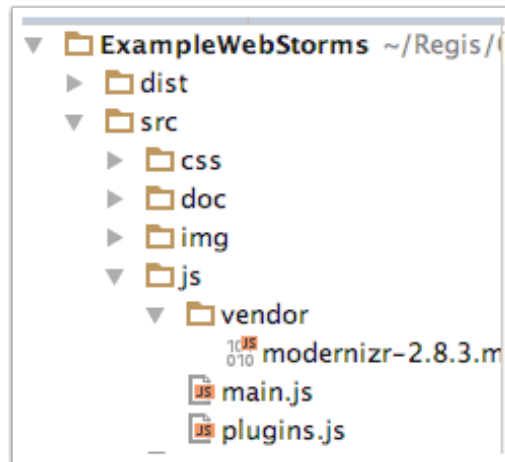 ExampleWebStorms ~/Regis/
dist
src
css
doc
img
js
vendor
modernizr-2.8.3.m
main.js
plugins.js